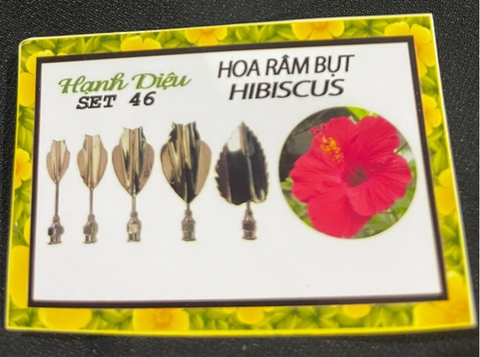 Hạnh Diệu
SET 46
HOA RÂM BỤT
HIBISCUS